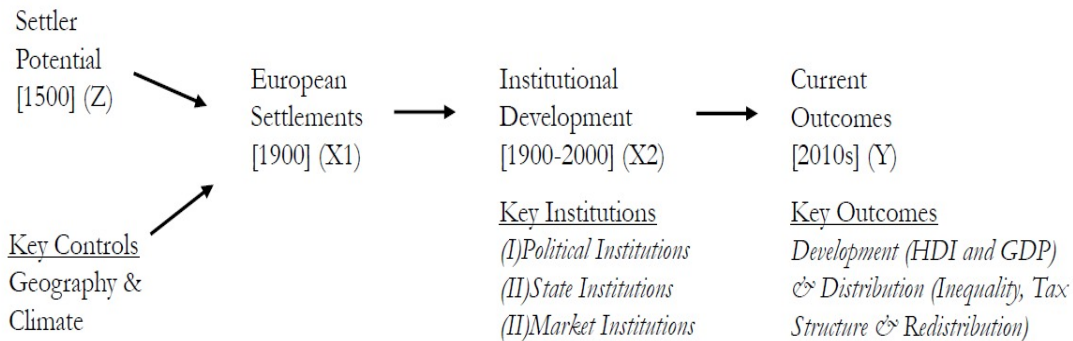 Settler
Potential
[1500] (Z)
European
Settlements
[1900] (X1)
Institutional
Development
[1900-2000] (X2)
Current
Outcomes
[2010s] (Y)
Key Controls
Geography &
Climate
Key Institutions
(I)Political Institutions
(II)State Institutions
(II)Market Institutions
Key Outcomes
Development (HDI and GDP)
& Distribution (Inequality, Tax
Structure & Redistribution)